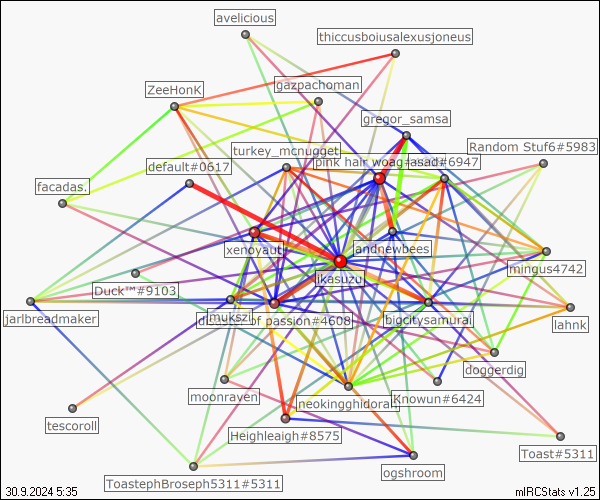 avelicious
thiccusboiusalexusjoneus
gazpachoman
ZeeHonK
gregor_samsa
Random Stuf6#5983
turkey_mcnugget
pink hair woag
asad#6947
default#0617
facadas.
xenoyaut
andnewbees
mingus4742
ikasuzu
Duck™#9103
jarlbreadmaker
mukszi
of passion#4608
bigcitysamurai
lahnk
doggerdig
moonraven
neokingghidorah
Knowun#6424
tescoroll
Heighleaigh#8575
Toast#5311
ToastephBroseph5311#5311
ogshroom
30.9.2024 5:35
mIRCStats v1.25